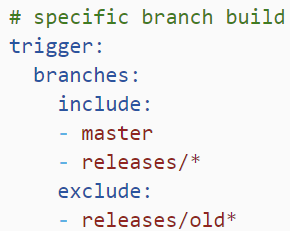 # specific branch build
trigger:
  branches:
    include:
    - master
    - releases/*
    exclude:
    - releases/old*